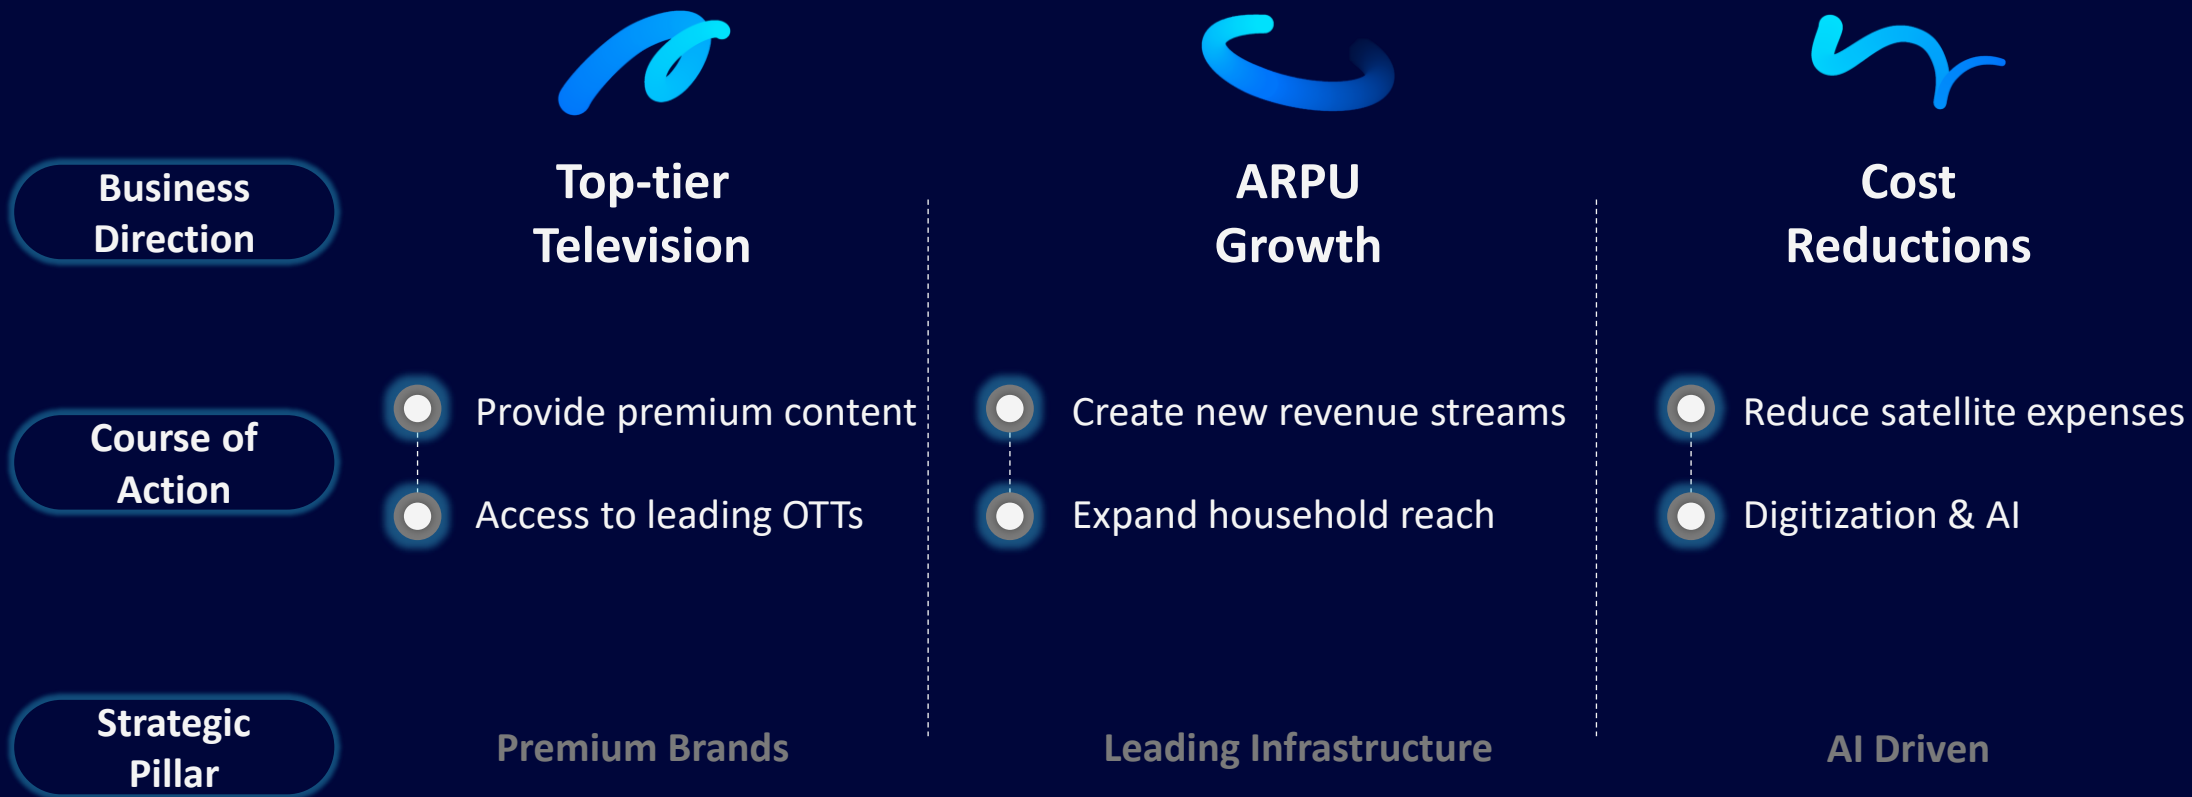 Business
Direction
Top-tier
Television
ARPU
Growth
Cost
Reductions
Course of
Action
Provide premium content
Access to leading OTTs
Create new revenue streams
Expand household reach
Reduce satellite expenses
Digitization & AI
Strategic
Pillar
Premium Brands
Leading Infrastructure
AI Driven